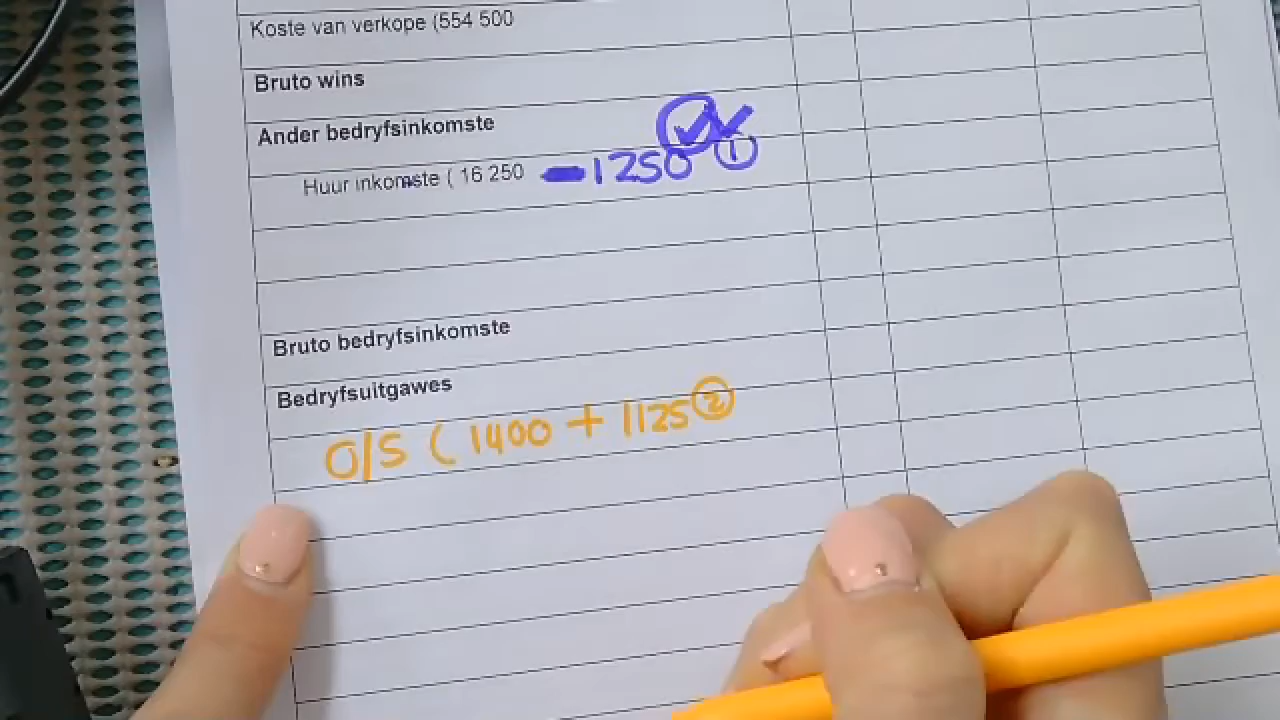 Koste van verkope (554 500
Bruto wins
Ander bedryfsinkomste
Huur inkomste ( 16 250 - 1250 ①
Bruto bedryfsinkomste
Bedryfsuitgawes
O/S ( 1400 + 1125 ②